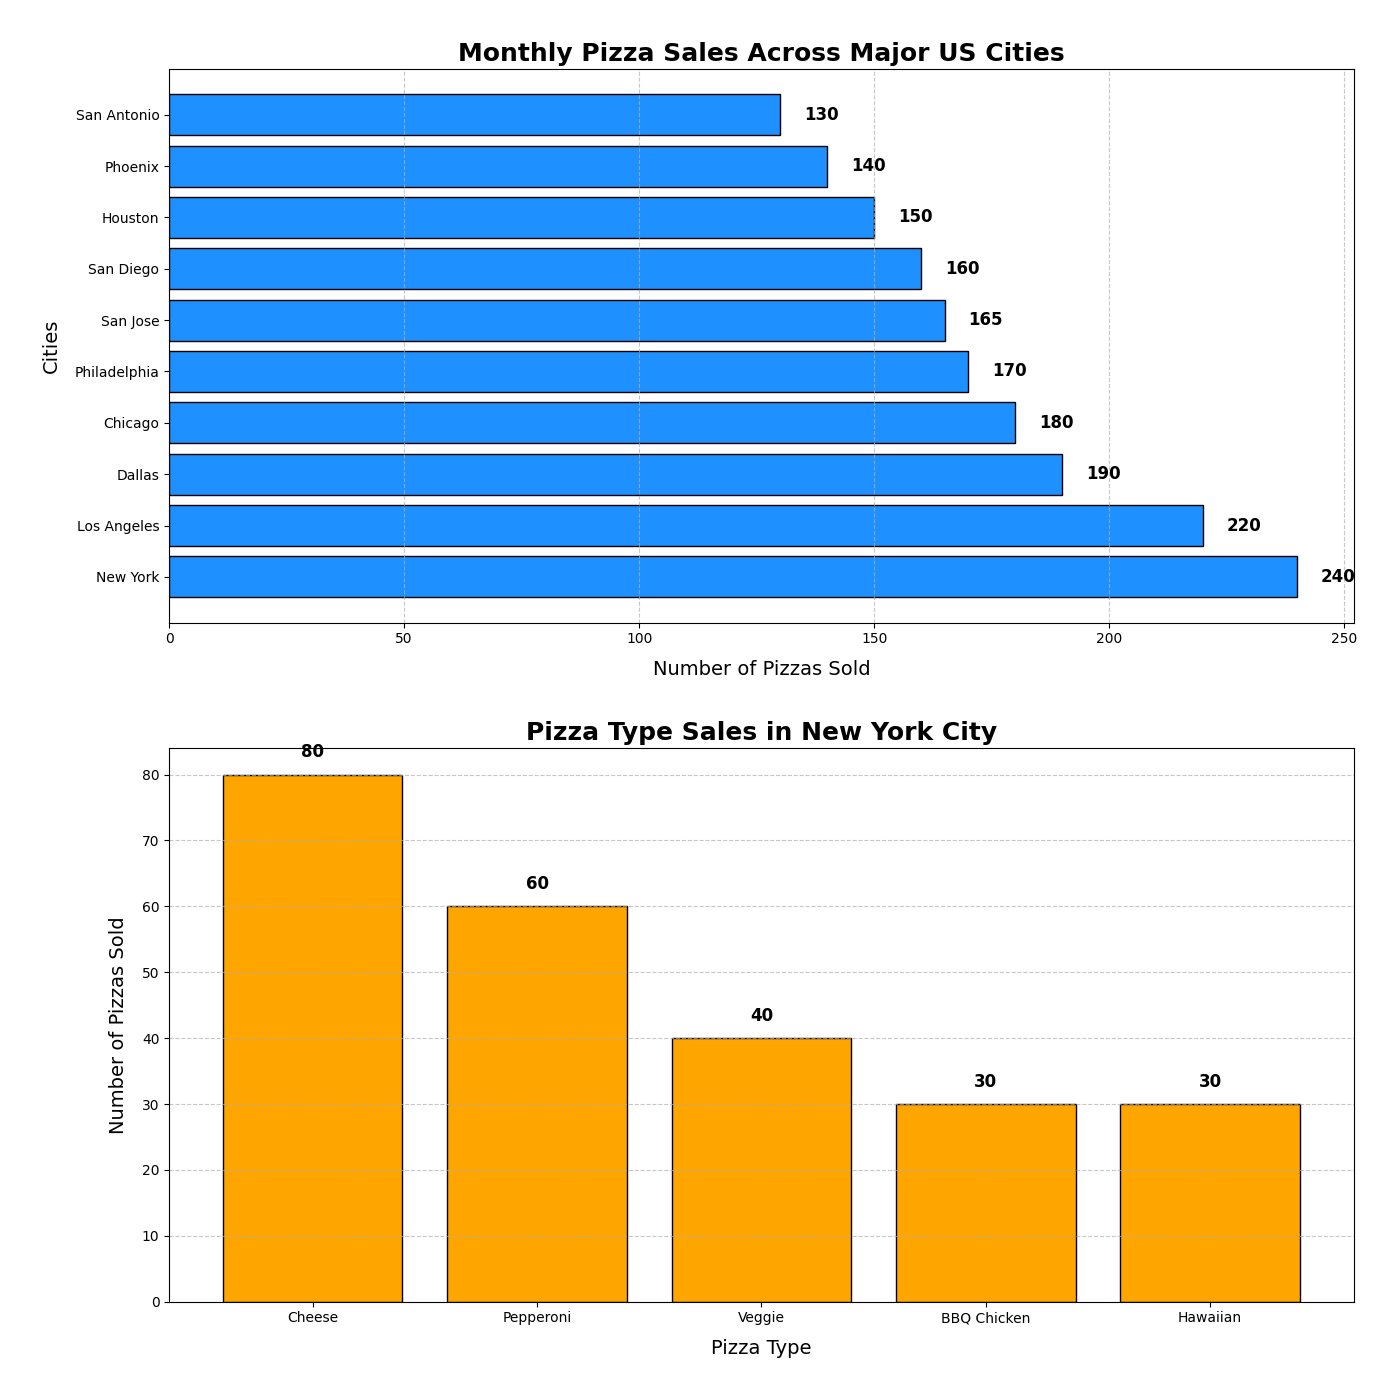 Monthly Pizza Sales Across Major US Cities
San Antonio 130
Phoenix 140
Houston 150
San Diego 160
San Jose 165
Philadelphia 170
Chicago 180
Dallas 190
Los Angeles 220
New York 240
Cities
0 50 100 150 200 250
Number of Pizzas Sold
Pizza Type Sales in New York City
80
60
40
30 30
80
70
60
50
40
30
20
10
0
Number of Pizzas Sold
Cheese Pepperoni Veggie BBQ Chicken Hawaiian
Pizza Type